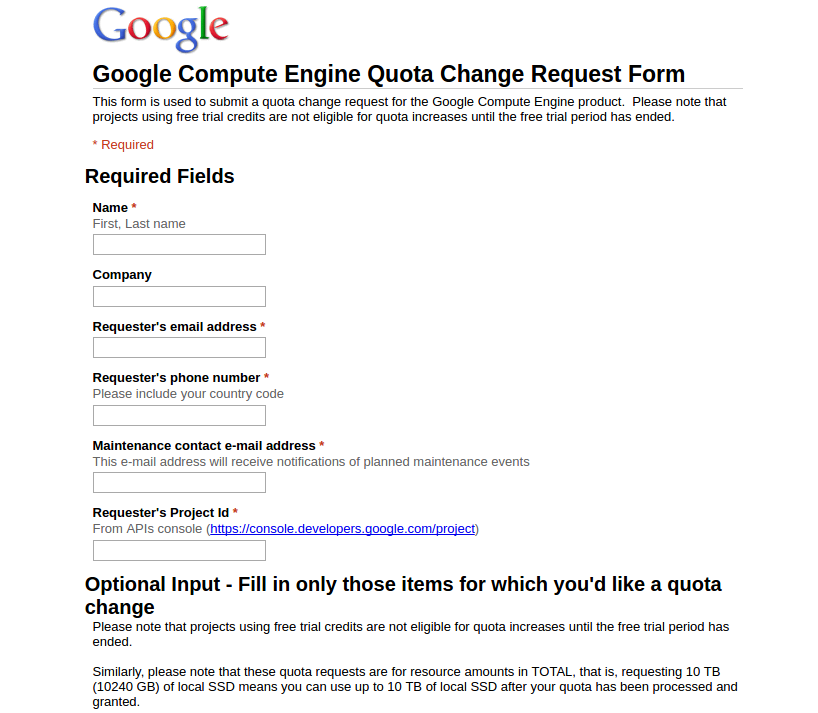 Google
Google Compute Engine Quota Change Request Form
This form is used to submit a quota change request for the Google Compute Engine product.  Please note that
projects using free trial credits are not eligible for quota increases until the free trial period has ended.
* Required
Required Fields
Name *
First, Last name
Company
Requester's email address *
Requester's phone number *
Please include your country code
Maintenance contact e-mail address *
This e-mail address will receive notifications of planned maintenance events
Requester's Project Id *
From APIs console (https://console.developers.google.com/project)
Optional Input - Fill in only those items for which you'd like a quota
change
Please note that projects using free trial credits are not eligible for quota increases until the free trial period has
ended.
Similarly, please note that these quota requests are for resource amounts in TOTAL, that is, requesting 10 TB
(10240 GB) of local SSD means you can use up to 10 TB of local SSD after your quota has been processed and
granted.